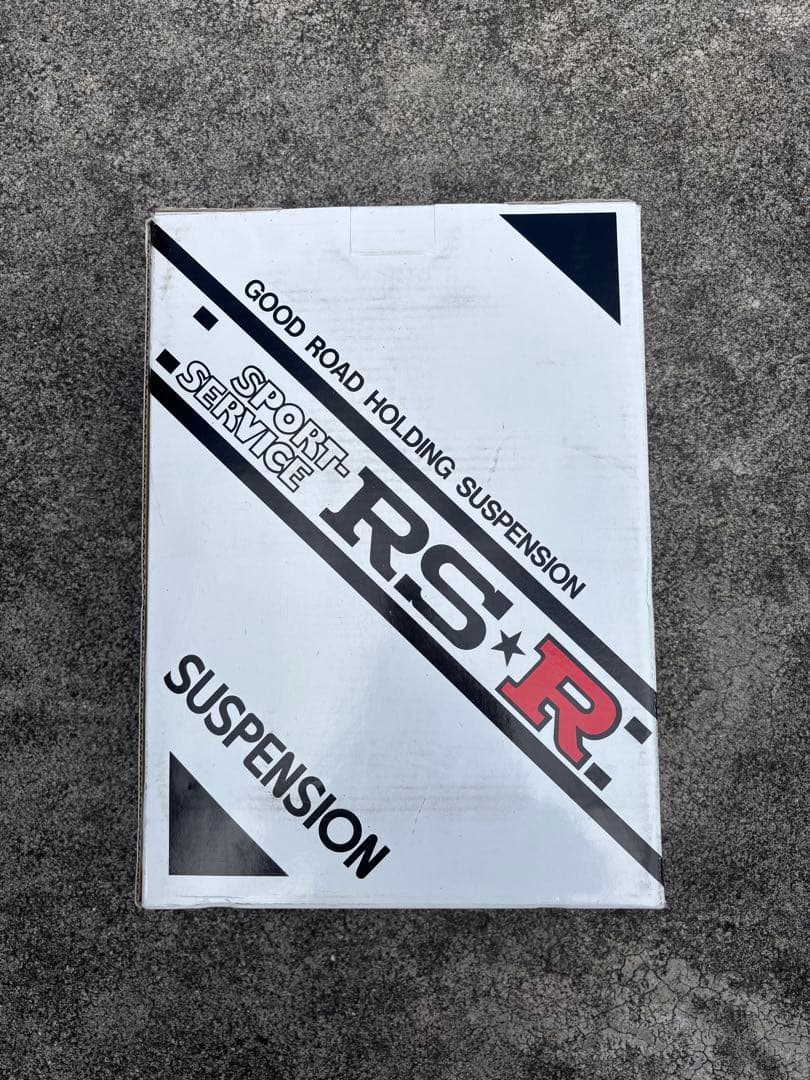 GOOD ROAD HOLDING SUSPENSION
SPORT-
SERVICE
RS★R
SUSPENSION